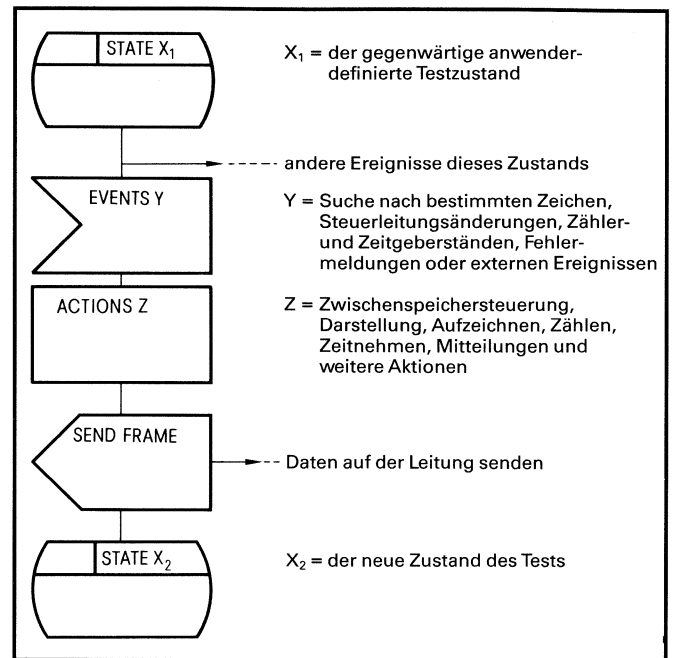 STATE X₁
X₁ = der gegenwärtige anwender-
definierte Testzustand
andere Ereignisse dieses Zustands
EVENTS Y
Y = Suche nach bestimmten Zeichen,
Steuerleitungsänderungen, Zähler-
und Zeitgeberständen, Fehler-
meldungen oder externen Ereignissen
ACTIONS Z
Z = Zwischenspeichersteuerung,
Darstellung, Aufzeichnen, Zählen,
Zeitnehmen, Mitteilungen und
weitere Aktionen
SEND FRAME
Daten auf der Leitung senden
STATE X₂
X₂ = der neue Zustand des Tests